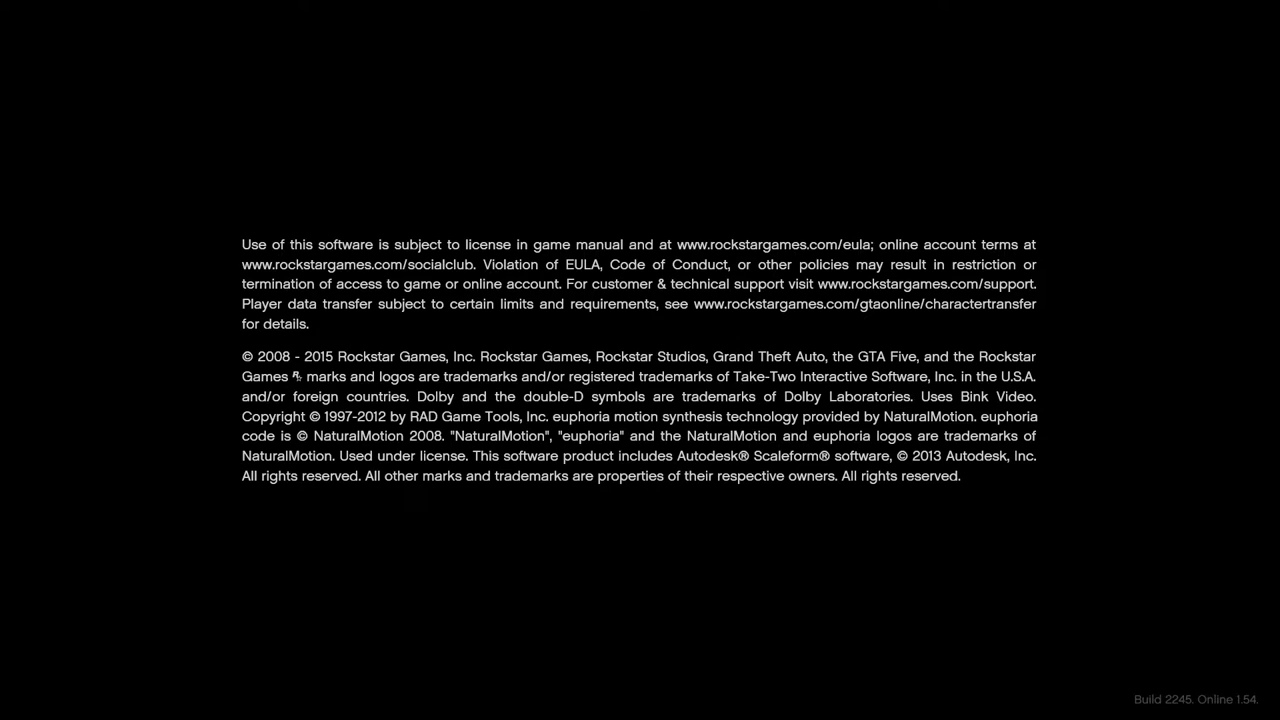 Use of this software is subject to license in game manual and at www.rockstargames.com/eula; online account terms at
www.rockstargames.com/socialclub. Violation of EULA, Code of Conduct, or other policies may result in restriction or
termination of access to game or online account. For customer & technical support visit www.rockstargames.com/support.
Player data transfer subject to certain limits and requirements, see www.rockstargames.com/gtaonline/charactertransfer
for details.
© 2008 - 2015 Rockstar Games, Inc. Rockstar Games, Rockstar Studios, Grand Theft Auto, the GTA Five, and the Rockstar
Games R* marks and logos are trademarks and/or registered trademarks of Take-Two Interactive Software, Inc. in the U.S.A.
and/or foreign countries. Dolby and the double-D symbols are trademarks of Dolby Laboratories. Uses Bink Video.
Copyright © 1997-2012 by RAD Game Tools, Inc. euphoria motion synthesis technology provided by NaturalMotion. euphoria
code is © NaturalMotion 2008. "NaturalMotion", "euphoria" and the NaturalMotion and euphoria logos are trademarks of
NaturalMotion. Used under license. This software product includes Autodesk® Scaleform® software, © 2013 Autodesk, Inc.
All rights reserved. All other marks and trademarks are properties of their respective owners. All rights reserved.
Build 2245. Online 1.54.